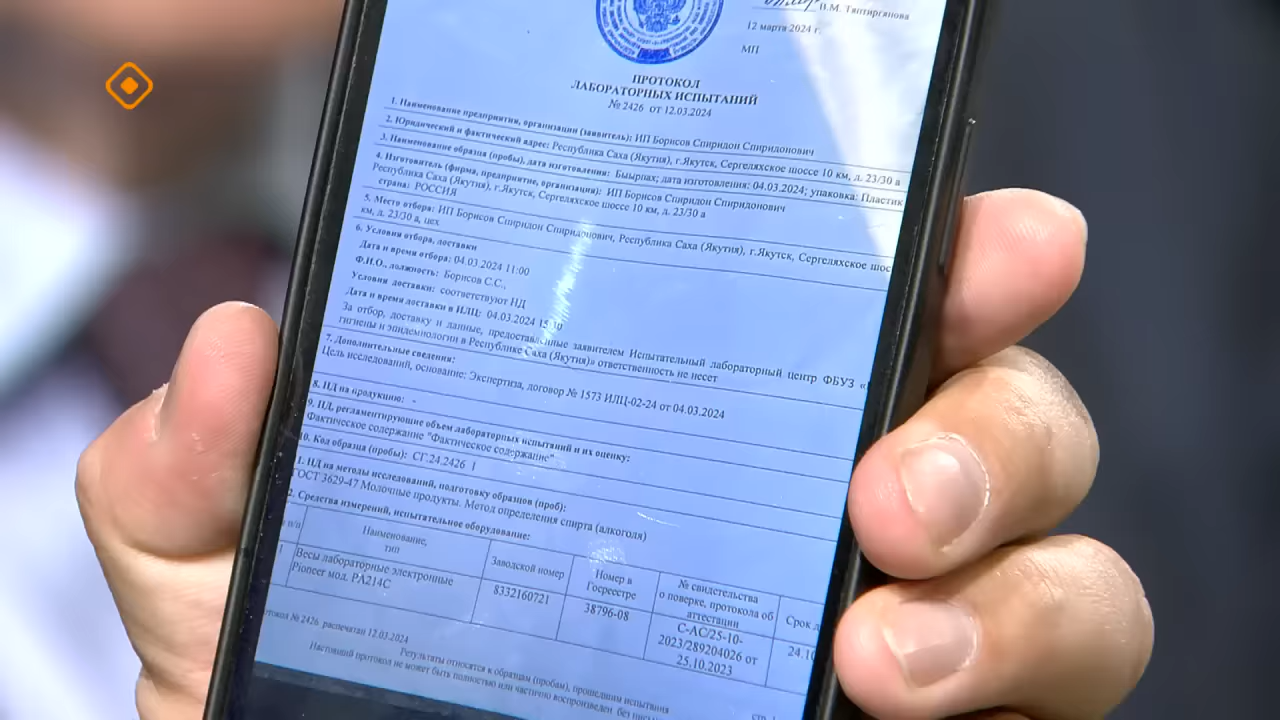 В.М. Тяптиргянова
12 марта 2024 г.
МП
ПРОТОКОЛ
ЛАБОРАТОРНЫХ ИСПЫТАНИЙ
№ 2426 от 12.03.2024
1. Наименование предприятия, организации (заявитель): ИП Борисов Спиридон Спиридонович
2. Юридический и фактический адрес: Республика Саха (Якутия), г.Якутск, Сергеляхское шоссе 10 км, д. 23/30 а
3. Наименование образца (пробы), дата изготовления: Быырпах; дата изготовления: 04.03.2024; упаковка: Пластик
4. Изготовитель (фирма, предприятие, организация): ИП Борисов Спиридон Спиридонович
Республика Саха (Якутия), г.Якутск, Сергеляхское шоссе 10 км, д. 23/30 а
страна: РОССИЯ
5. Место отбора: ИП Борисов Спиридон Спиридонович, Республика Саха (Якутия), г.Якутск, Сергеляхское шос
км, д. 23/30 а, цех
6. Условия отбора, доставки
Дата и время отбора: 04.03.2024 11:00
Ф.И.О., должность: Борисов С.С.,
Условия доставки: соответствуют НД
Дата и время доставки в ИЛЦ: 04.03.2024
За отбор, доставку и данные, предоставленные заявителем Испытательный лабораторный центр ФБУЗ «
гигиены и эпидемиологии в Республике Саха (Якутия)» ответственность не несет
7. Дополнительные сведения:
Цель исследований, основание: Экспертиза, договор № 1573 ИЛЦ-02-24 от 04.03.2024
8. НД на продукцию: -
9. НД, регламентирующие объем лабораторных испытаний и их оценку:
Фактическое содержание "Фактическое содержание"
10. Код образца (пробы): СГ.24.2426 1
1. НД на методы исследований, подготовку образцов (проб):
ГОСТ 3629-47 Молочные продукты. Метод определения спирта (алкоголя)
2. Средства измерений, испытательное оборудование:
п/п Наименование, тип Заводской номер Номер в Госреестре № свидетельства о поверке, протокола об аттестации Срок
1 Весы лабораторные электронные Pioneer мод. PA214C 8332160721 38796-08 С-АС/25-10-2023/289204026 от 25.10.2023 24.10
токол № 2426 распечатан 12.03.2024
Результаты относятся к образцам (пробам), прошедшим испытания
Настоящий протокол не может быть полностью или частично воспроизведен без
стр. 1